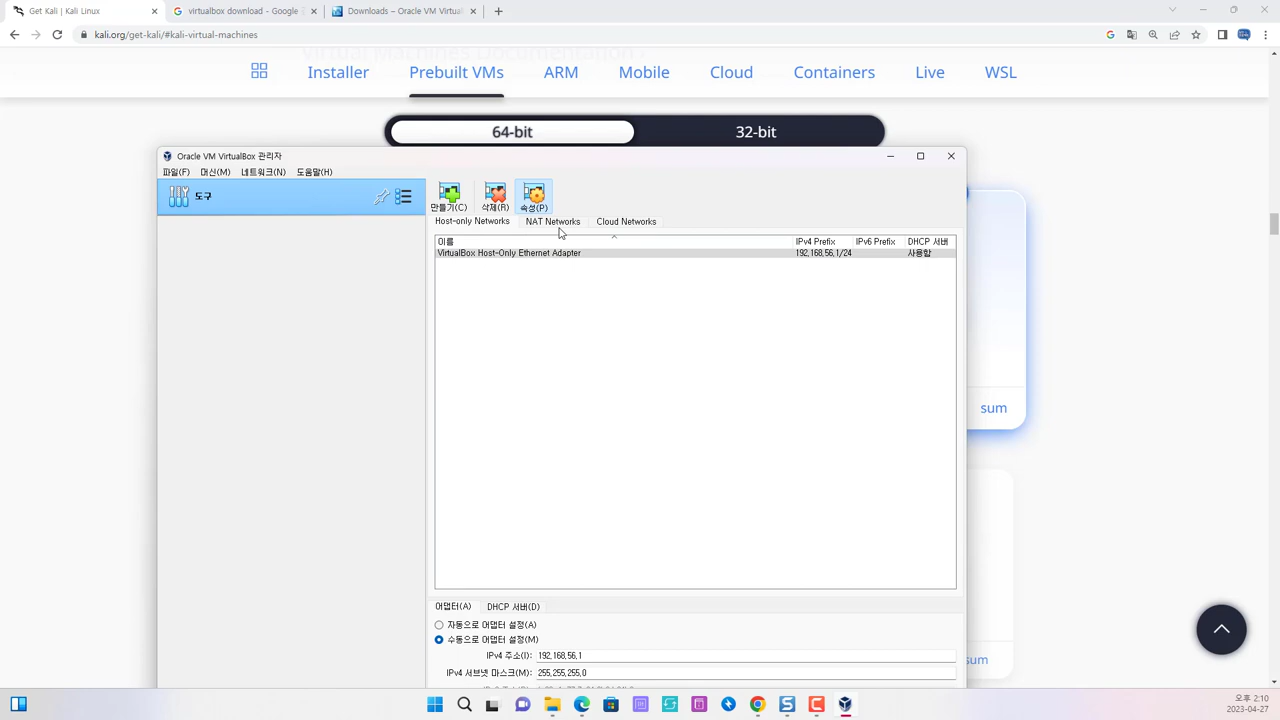 Get Kali | Kali Linux
virtualbox download - Google
Downloads – Oracle VM Virtual
kali.org/get-kali/#kali-virtual-machines
Virtual Machines Documentation
Installer
Prebuilt VMs
ARM
Mobile
Cloud
Containers
Live
WSL
64-bit
32-bit
Oracle VM VirtualBox 관리자
파일(F)
머신(M)
네트워크(N)
도움말(H)
도구
만들기(C)
삭제(R)
속성(P)
Host-only Networks
NAT Networks
Cloud Networks
이름
IPv4 Prefix
IPv6 Prefix
DHCP 서버
VirtualBox Host-Only Ethernet Adapter
192,168,56,1/24
사용함
sum
어댑터(A)
DHCP 서버(D)
자동으로 어댑터 설정(A)
수동으로 어댑터 설정(M)
IPv4 주소(I):
192,168,56,1
sum
IPv4 서브넷 마스크(M):
255,255,255,0
오후 2:10
2023-04-27